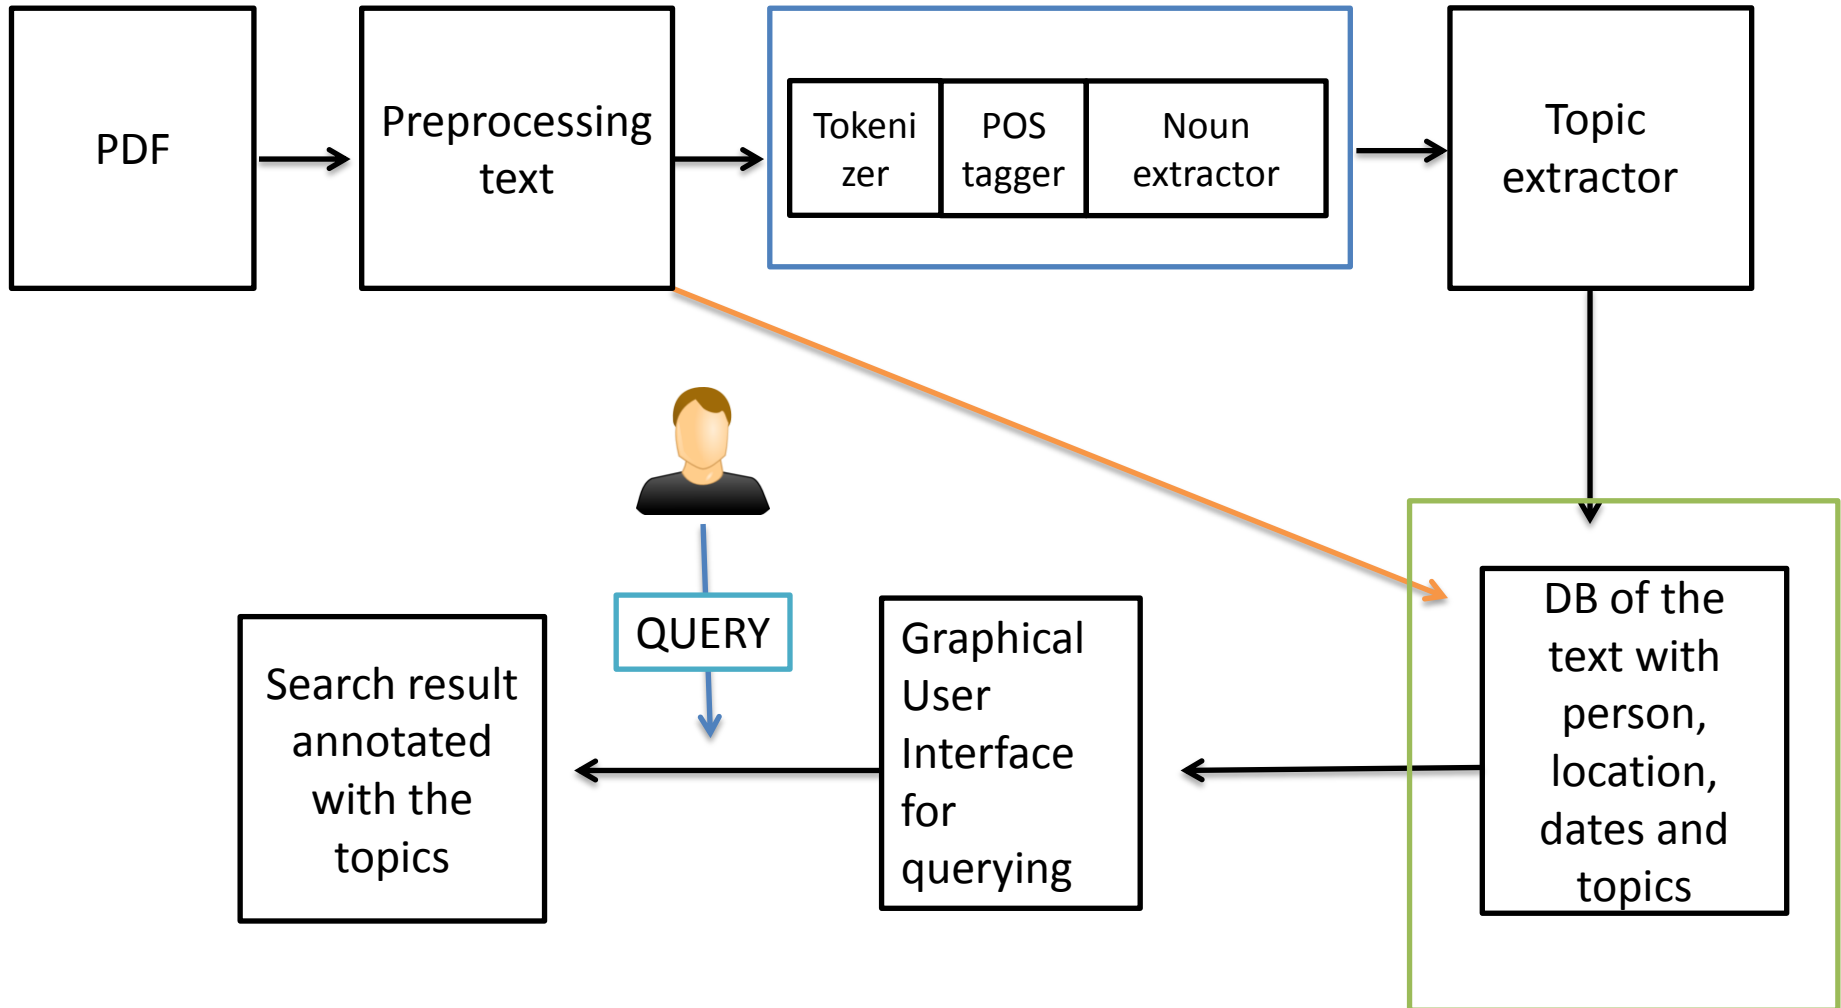 PDF
Preprocessing
text
Tokeni
zer
POS
tagger
Noun
extractor
Topic
extractor
QUERY
Search result
annotated
with the
topics
Graphical
User
Interface
for
querying
DB of the
text with
person,
location,
dates and
topics